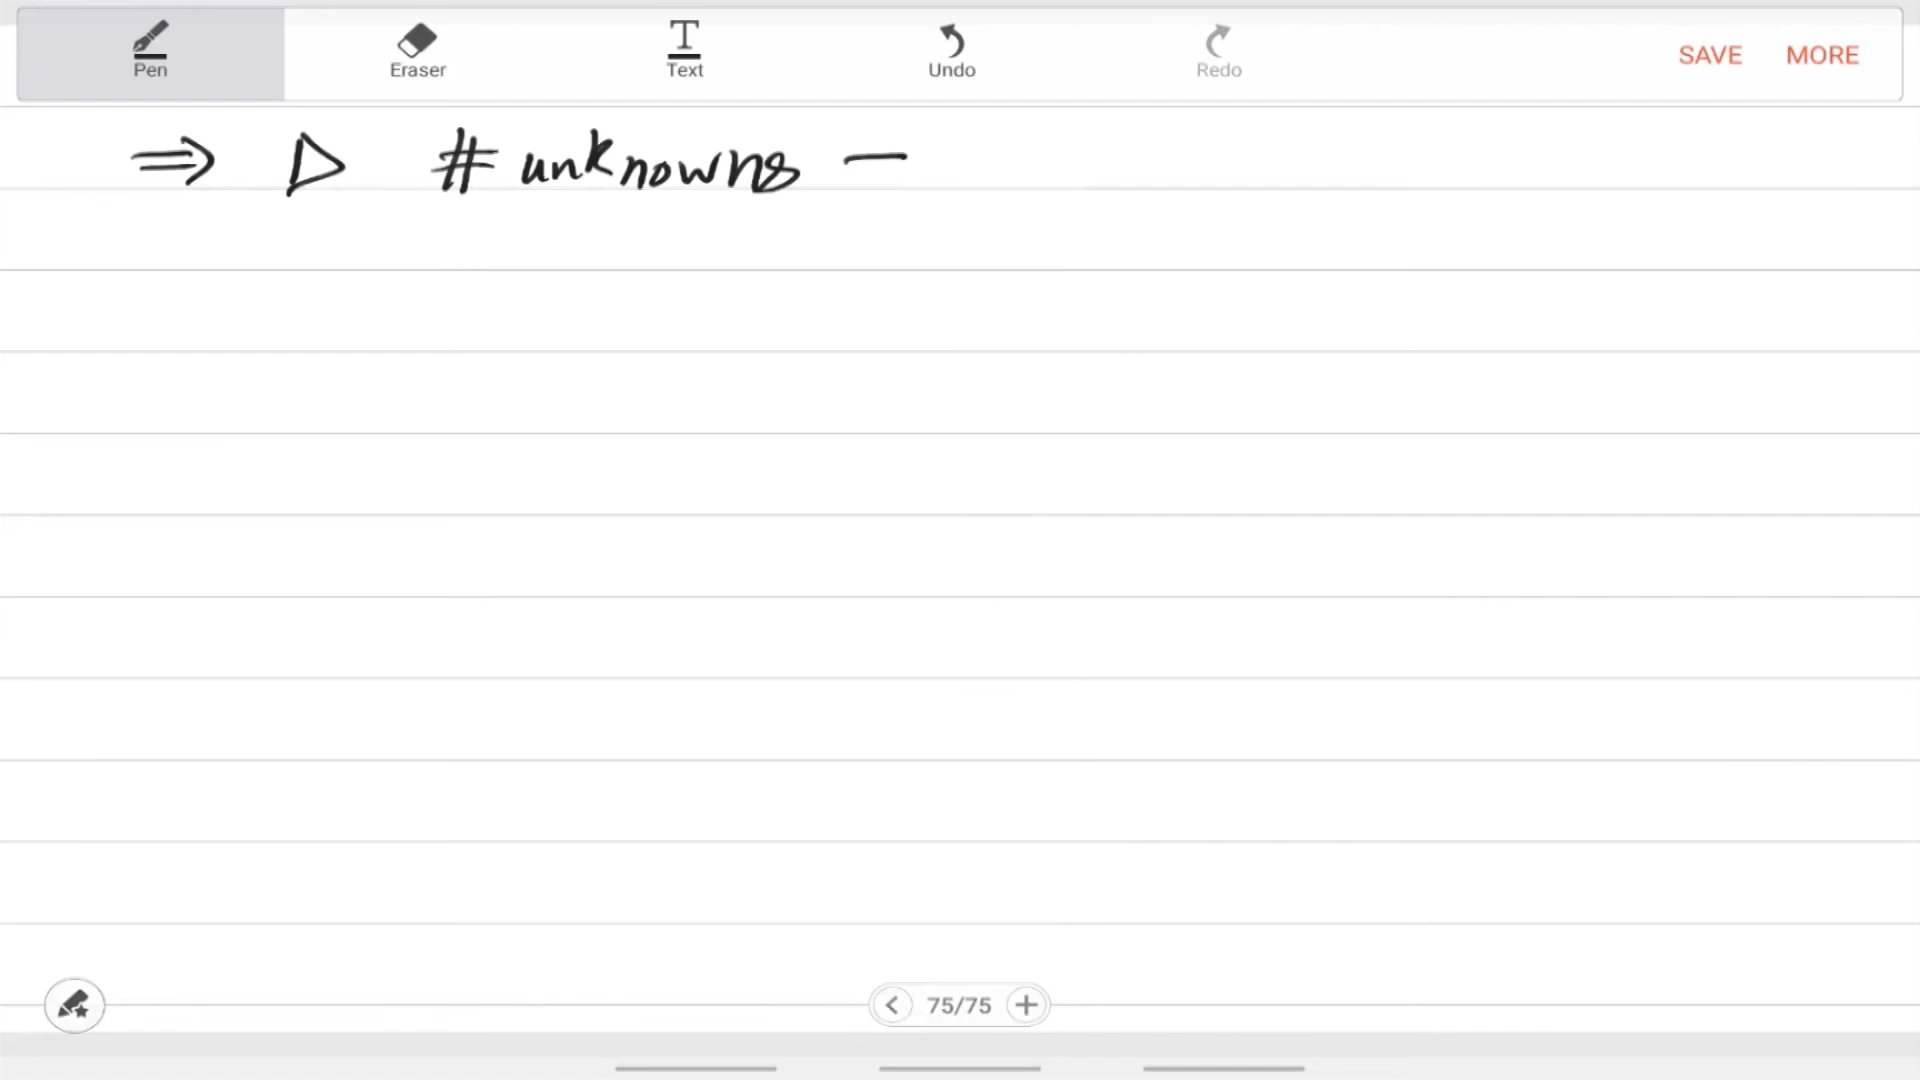 Pen Eraser Text Undo Redo SAVE MORE
⇒ ▷ # unknowns —
75/75